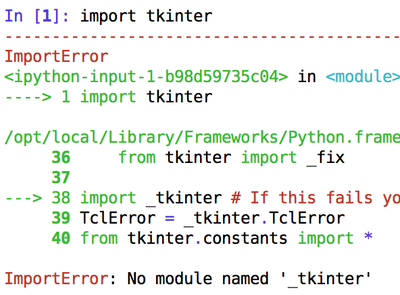 In [1]: import tkinter
---------------------------------------------
ImportError
<ipython-input-1-b98d59735c04> in <module>
----> 1 import tkinter

/opt/local/Library/Frameworks/Python.frame
     36     from tkinter import _fix
     37
---> 38 import _tkinter # If this fails yo
     39 TclError = _tkinter.TclError
     40 from tkinter.constants import *

ImportError: No module named '_tkinter'